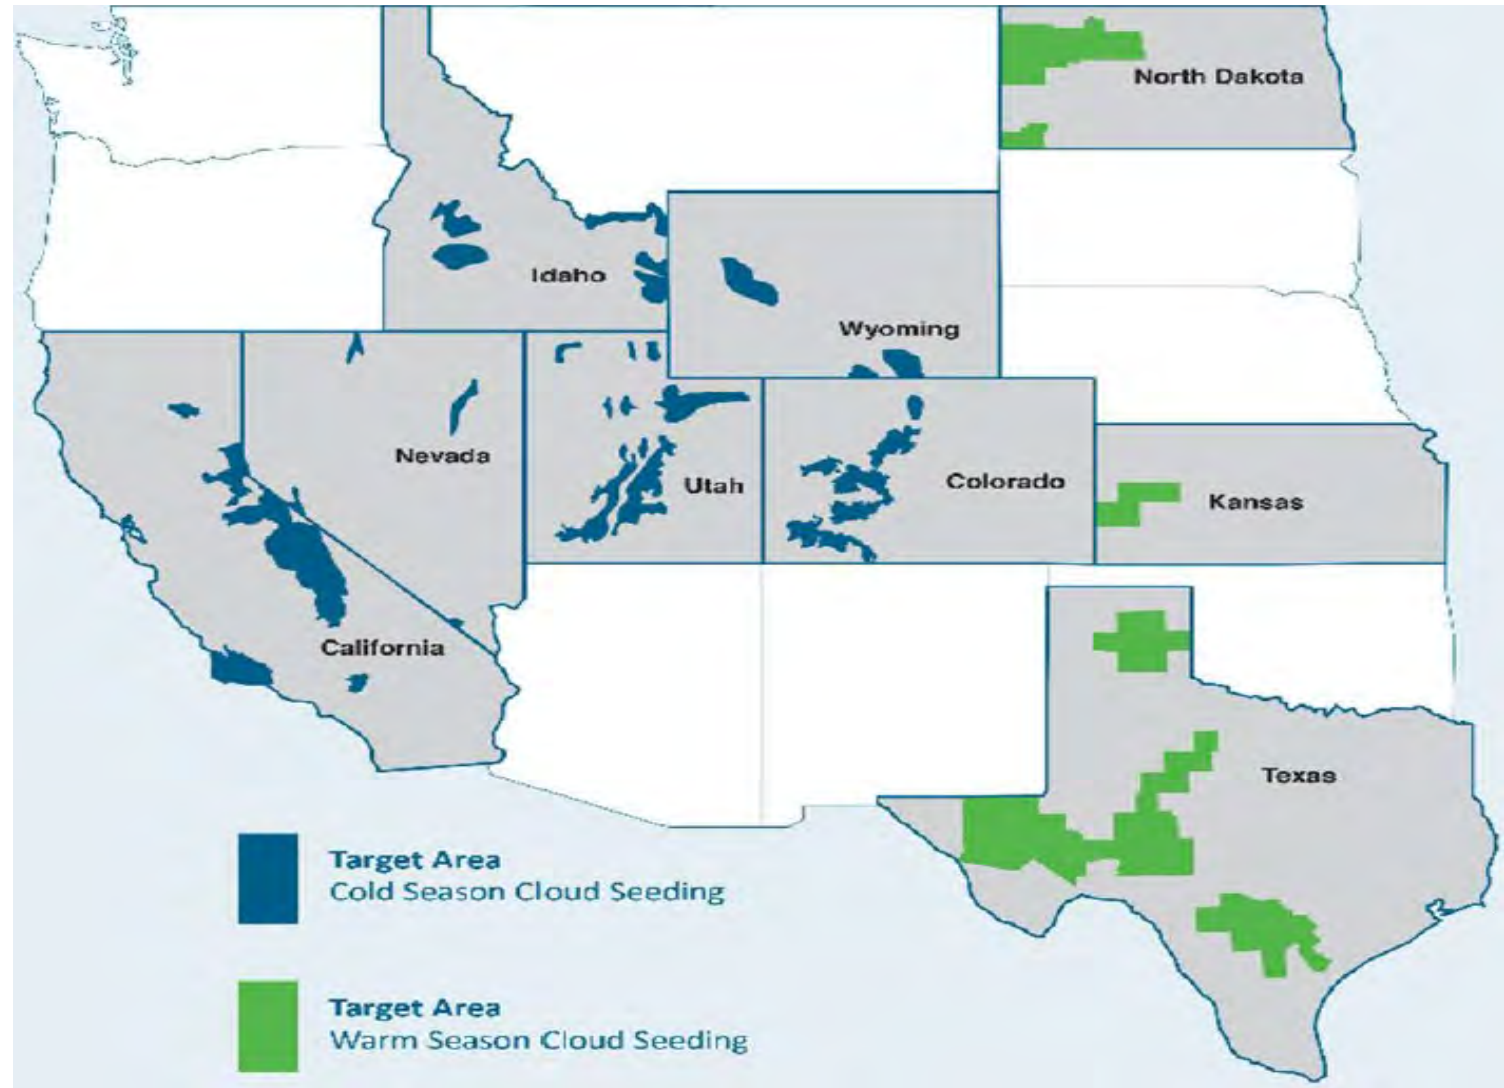 North Dakota
Idaho
Wyoming
Nevada
Utah
Colorado
Kansas
California
Texas
Target Area
Cold Season Cloud Seeding
Target Area
Warm Season Cloud Seeding